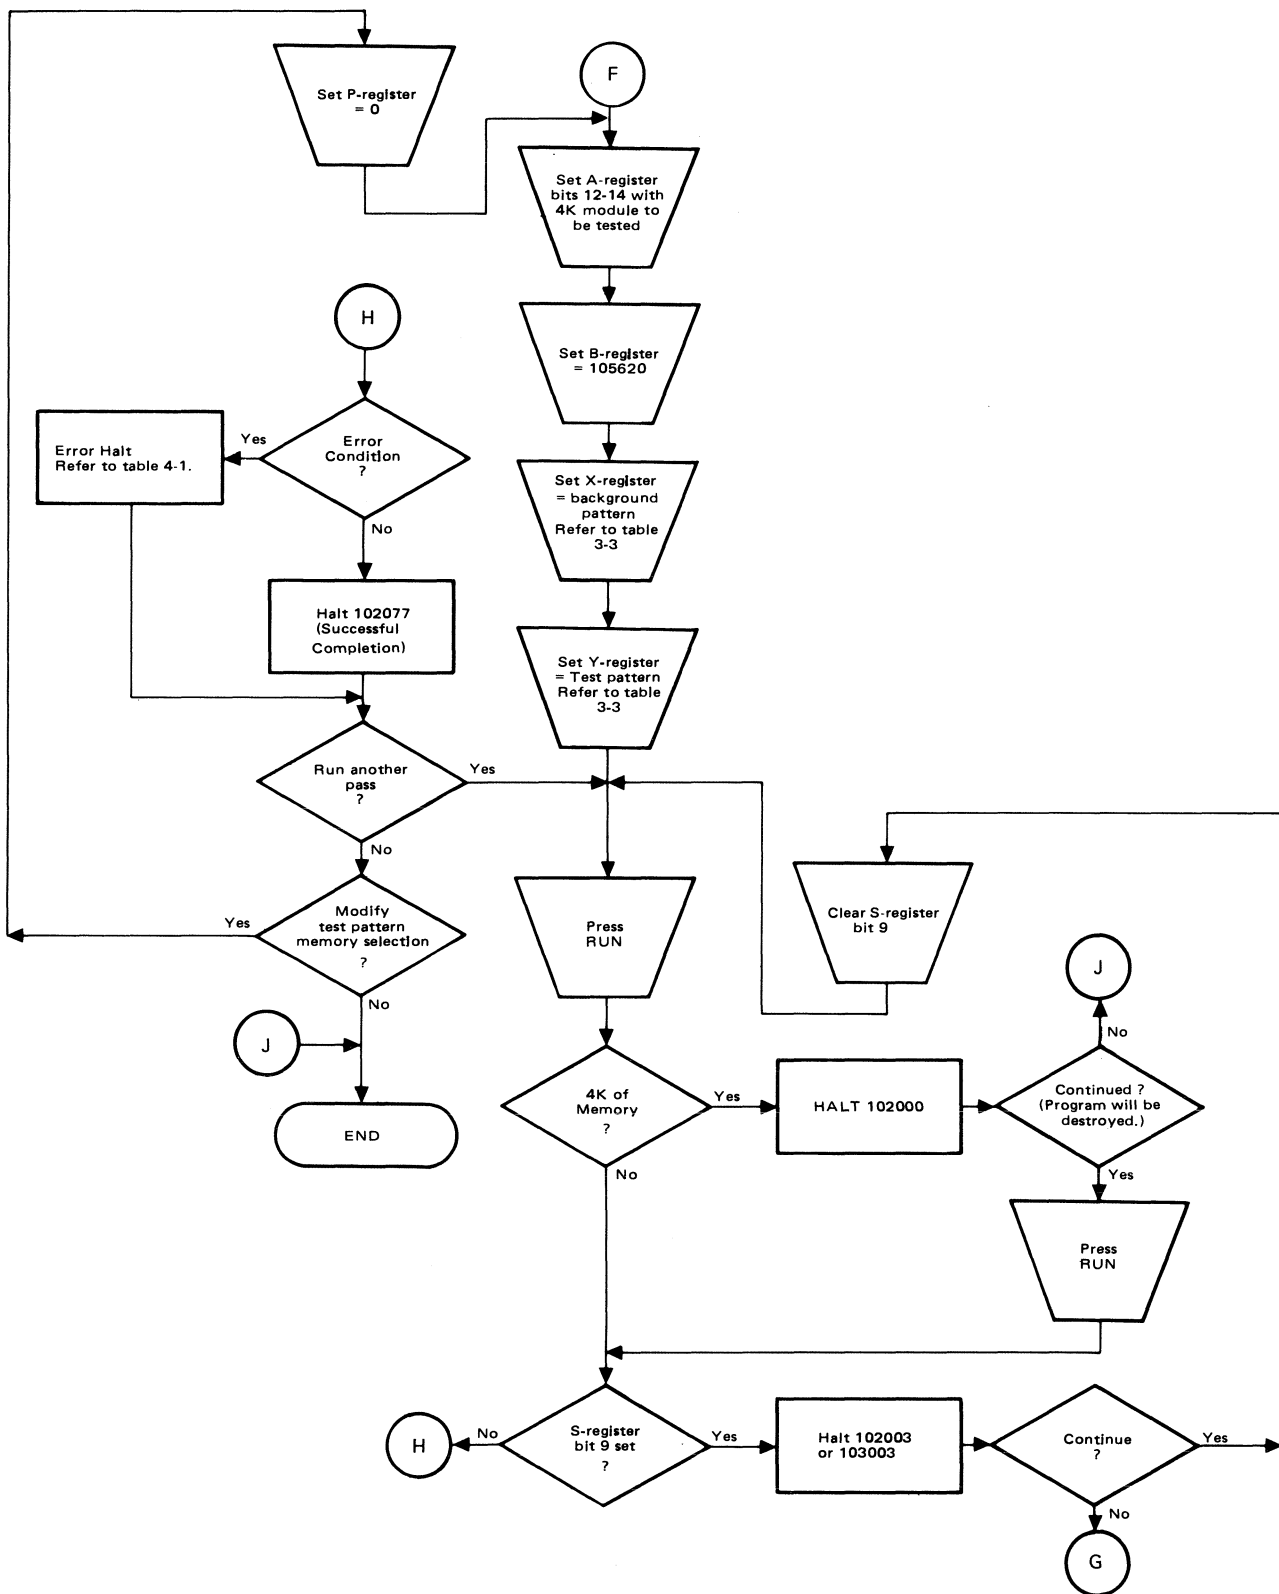 Set P-register
= 0
F
Set A-register
bits 12-14 with
4K module to
be tested
H
Set B-register
= 105620
Yes
Error
Condition
?
Error Halt
Refer to table 4-1.
No
Set X-register
= background
pattern
Refer to table
3-3
Halt 102077
(Successful
Completion)
Set Y-register
= Test pattern
Refer to table
3-3
Run another
pass
?
Yes
No
Modify
test pattern
memory selection
?
Yes
No
Press
RUN
Clear S-register
bit 9
J
No
J
4K of
Memory
?
Yes
HALT 102000
Continued ?
(Program will be
destroyed.)
END
No
Yes
Press
RUN
H
No
S-register
bit 9 set
?
Yes
Halt 102003
or 103003
Continue
?
Yes
No
G